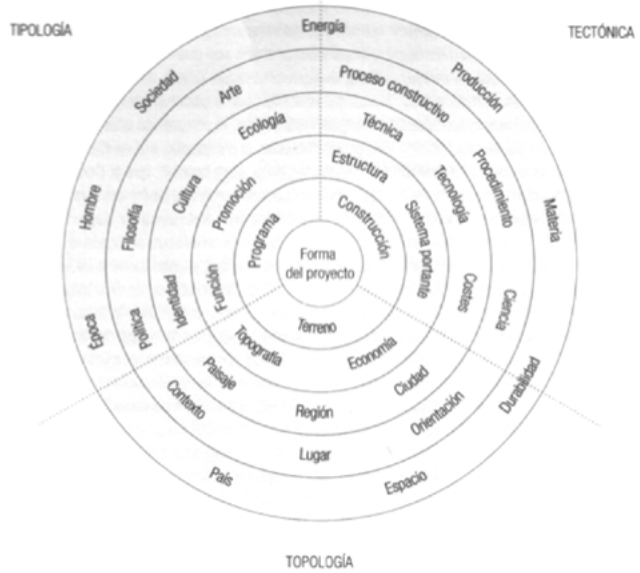 TIPOLOGÍA
TECTÓNICA
Energía
Sociedad
Arte
Proceso constructivo
Producción
Ecología
Técnica
Hombre
Filosofía
Cultura
Promoción
Estructura
Tecnología
Procedimiento
Materia
Programa
Construcción
Sistema portante
Forma
del proyecto
Función
Identidad
Política
Época
Costes
Ciencia
Durabilidad
Terreno
Topografía
Economía
Paisaje
Ciudad
Contexto
Región
Orientación
Lugar
País
Espacio
TOPOLOGÍA